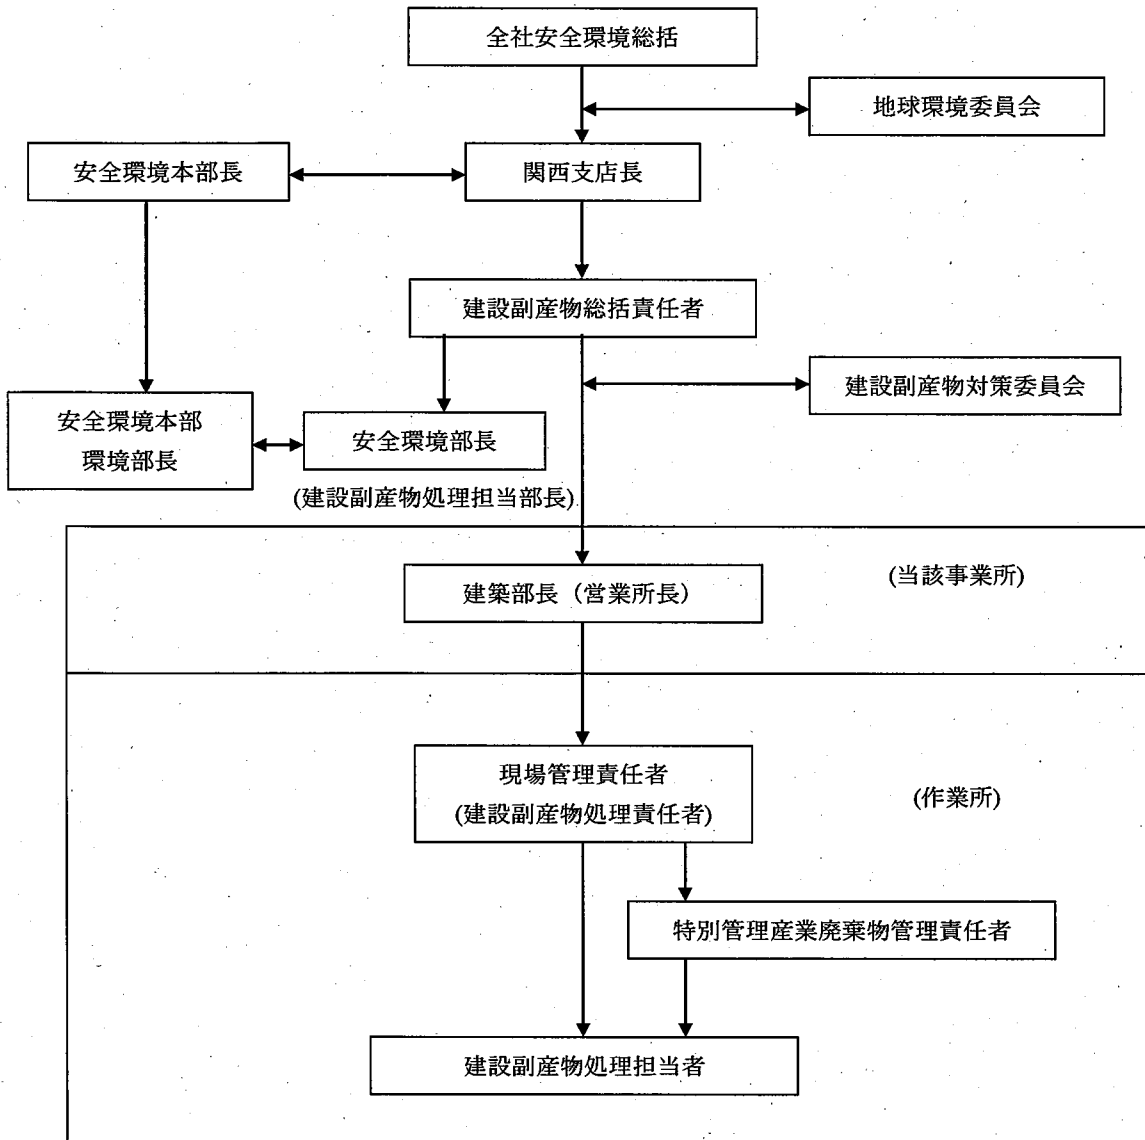 全社安全環境総括
地球環境委員会
安全環境本部長
関西支店長
建設副産物総括責任者
建設副産物対策委員会
安全環境本部
環境部長
安全環境部長
(建設副産物処理担当部長)
(当該事業所)
建築部長（営業所長）
現場管理責任者
(建設副産物処理責任者)
(作業所)
特別管理産業廃棄物管理責任者
建設副産物処理担当者